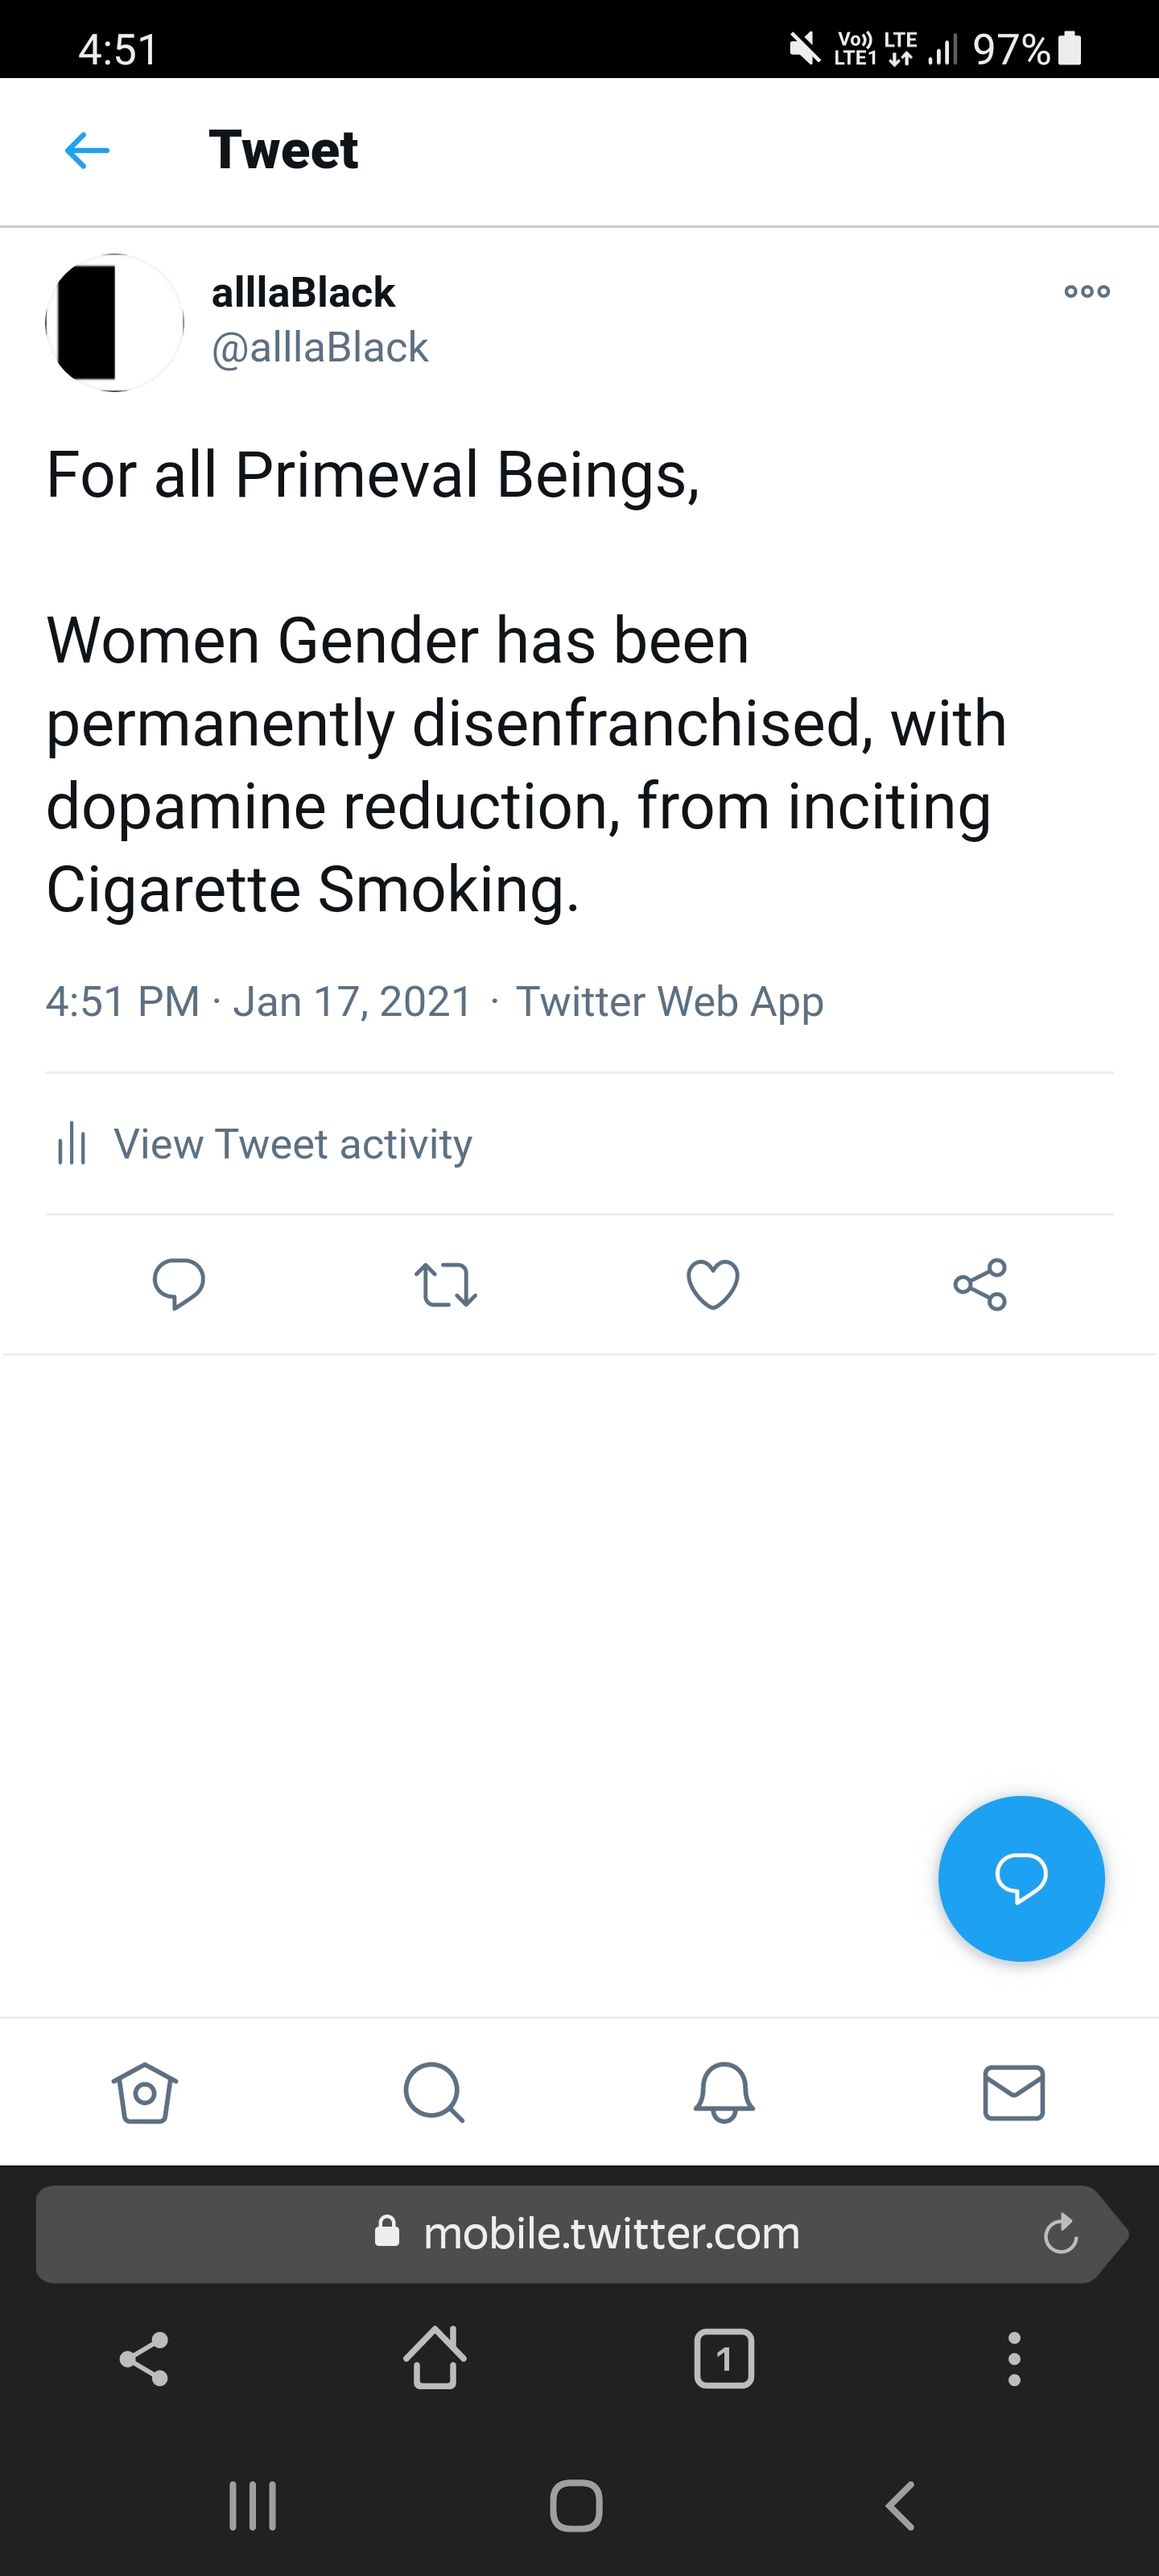 4:51
Vo)) LTE1 LTE 97%
Tweet
alllaBlack
@alllaBlack
For all Primeval Beings,
Women Gender has been
permanently disenfranchised, with
dopamine reduction, from inciting
Cigarette Smoking.
4:51 PM · Jan 17, 2021 · Twitter Web App
View Tweet activity
mobile.twitter.com
1